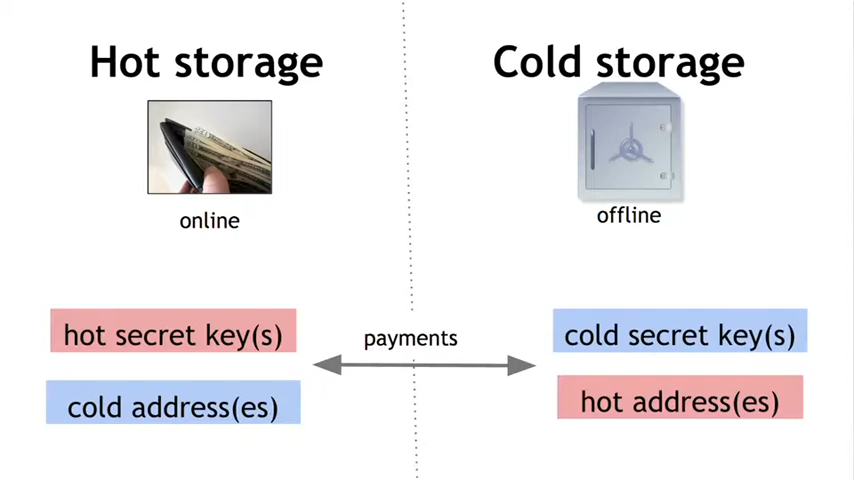 Hot storage
online
hot secret key(s)
cold address(es)
payments
Cold storage
offline
cold secret key(s)
hot address(es)